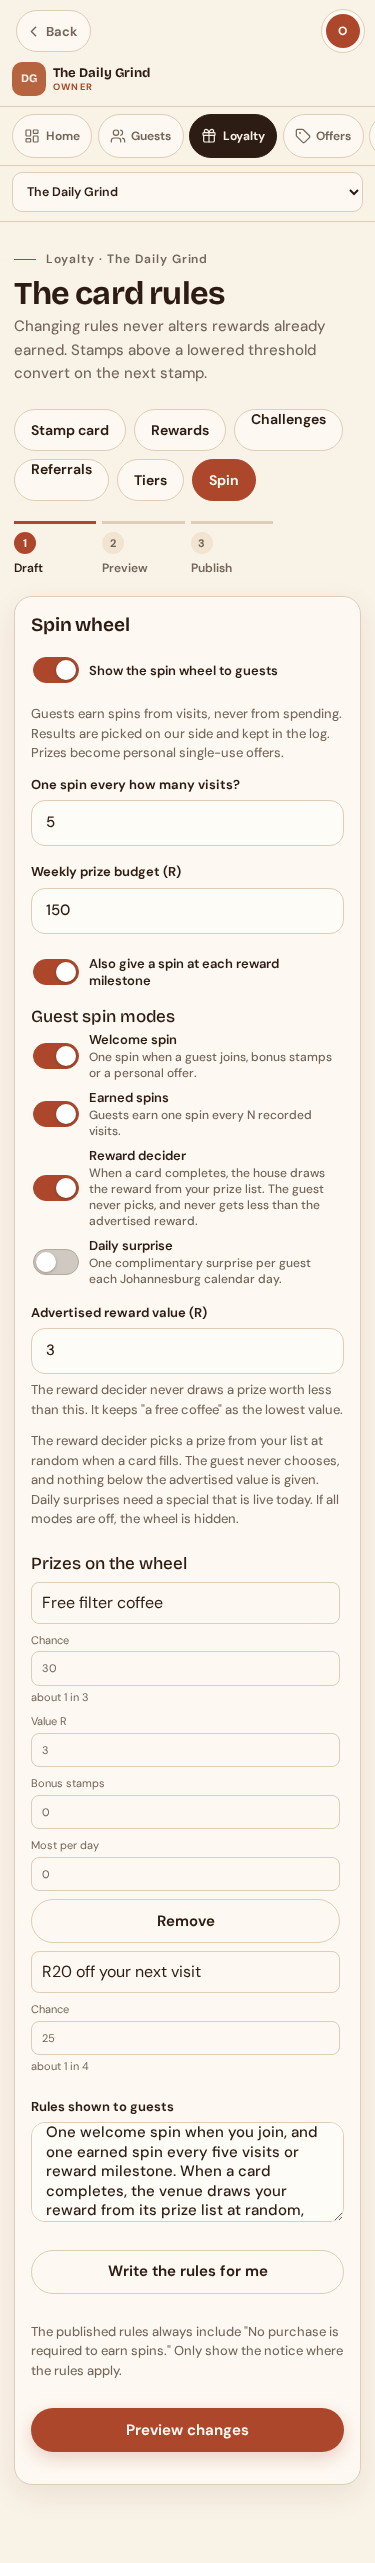 Back
O
DG
The Daily Grind
OWNER
Home
Guests
Loyalty
Offers
The Daily Grind
Loyalty · The Daily Grind
The card rules
Changing rules never alters rewards already
earned. Stamps above a lowered threshold
convert on the next stamp.
Stamp card
Rewards
Challenges
Referrals
Tiers
Spin
1
Draft
2
Preview
3
Publish
Spin wheel
Show the spin wheel to guests
Guests earn spins from visits, never from spending.
Results are picked on our side and kept in the log.
Prizes become personal single-use offers.
One spin every how many visits?
5
Weekly prize budget (R)
150
Also give a spin at each reward
milestone
Guest spin modes
Welcome spin
One spin when a guest joins, bonus stamps
or a personal offer.
Earned spins
Guests earn one spin every N recorded
visits.
Reward decider
When a card completes, the house draws
the reward from your prize list. The guest
never picks, and never gets less than the
advertised reward.
Daily surprise
One complimentary surprise per guest
each Johannesburg calendar day.
Advertised reward value (R)
3
The reward decider never draws a prize worth less
than this. It keeps "a free coffee" as the lowest value.
The reward decider picks a prize from your list at
random when a card fills. The guest never chooses,
and nothing below the advertised value is given.
Daily surprises need a special that is live today. If all
modes are off, the wheel is hidden.
Prizes on the wheel
Free filter coffee
Chance
30
about 1 in 3
Value R
3
Bonus stamps
0
Most per day
0
Remove
R20 off your next visit
Chance
25
about 1 in 4
Rules shown to guests
One welcome spin when you join, and
one earned spin every five visits or
reward milestone. When a card
completes, the venue draws your
reward from its prize list at random,
Write the rules for me
The published rules always include "No purchase is
required to earn spins." Only show the notice where
the rules apply.
Preview changes